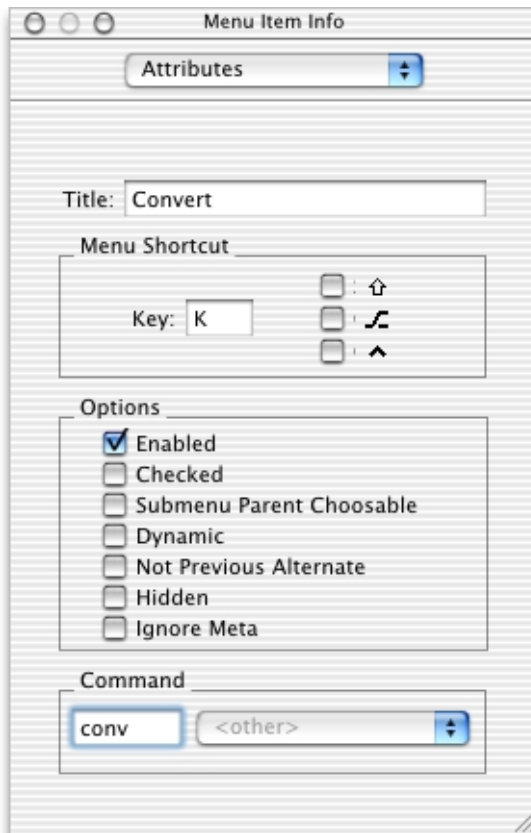 Menu Item Info
Attributes
Title: Convert
Menu Shortcut
Key: K
Options
Enabled
Checked
Submenu Parent Choosable
Dynamic
Not Previous Alternate
Hidden
Ignore Meta
Command
conv <other>